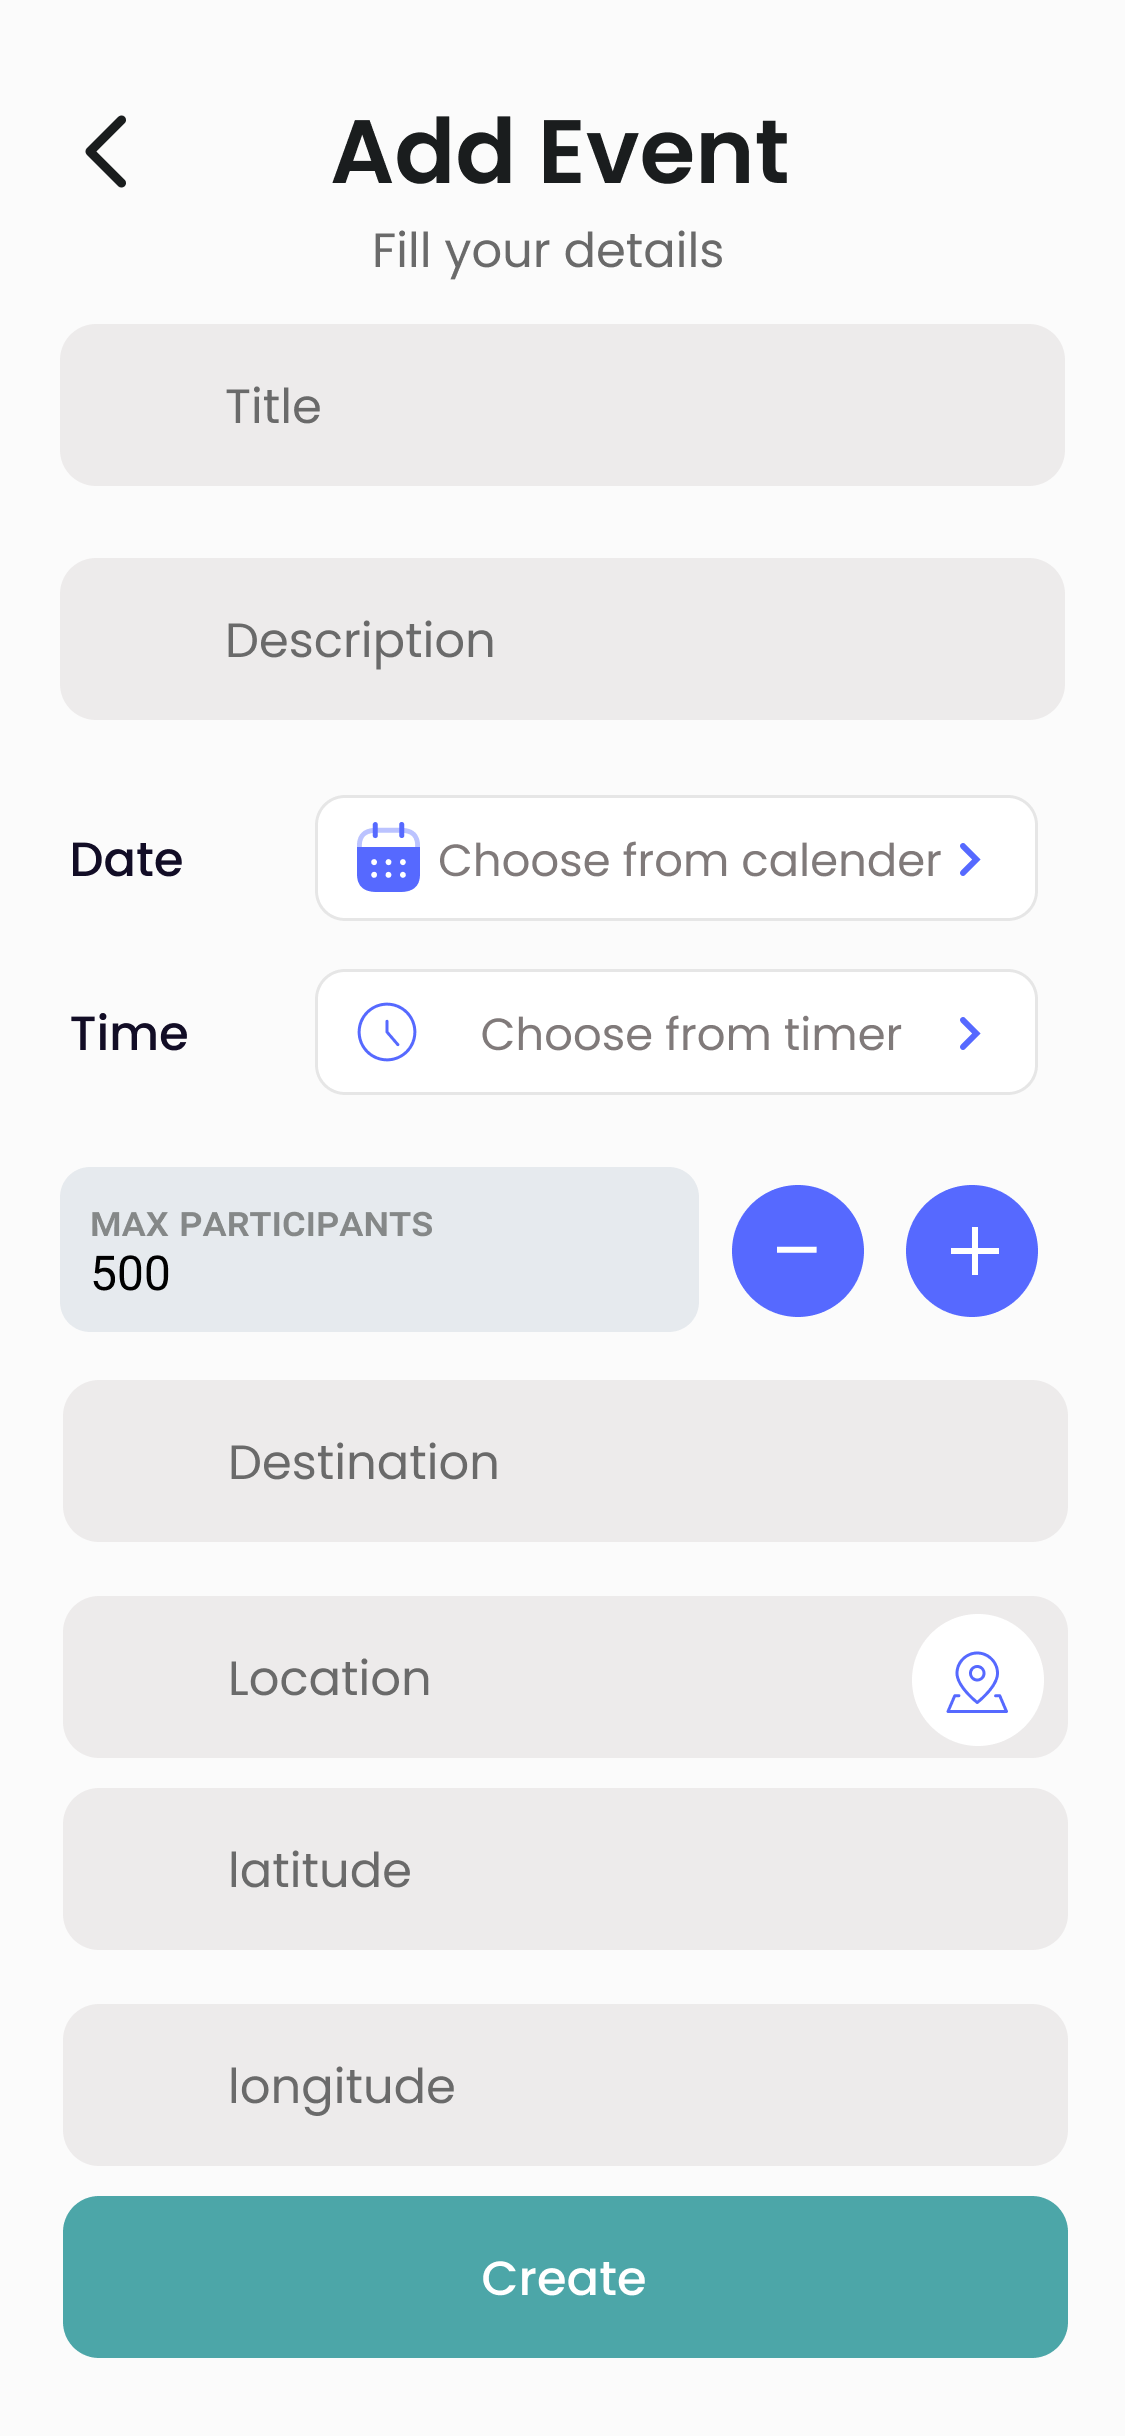 Add Event
Fill your details
Title
Description
Date
Choose from calender
Time
Choose from timer
MAX PARTICIPANTS
500
Destination
Location
latitude
longitude
Create